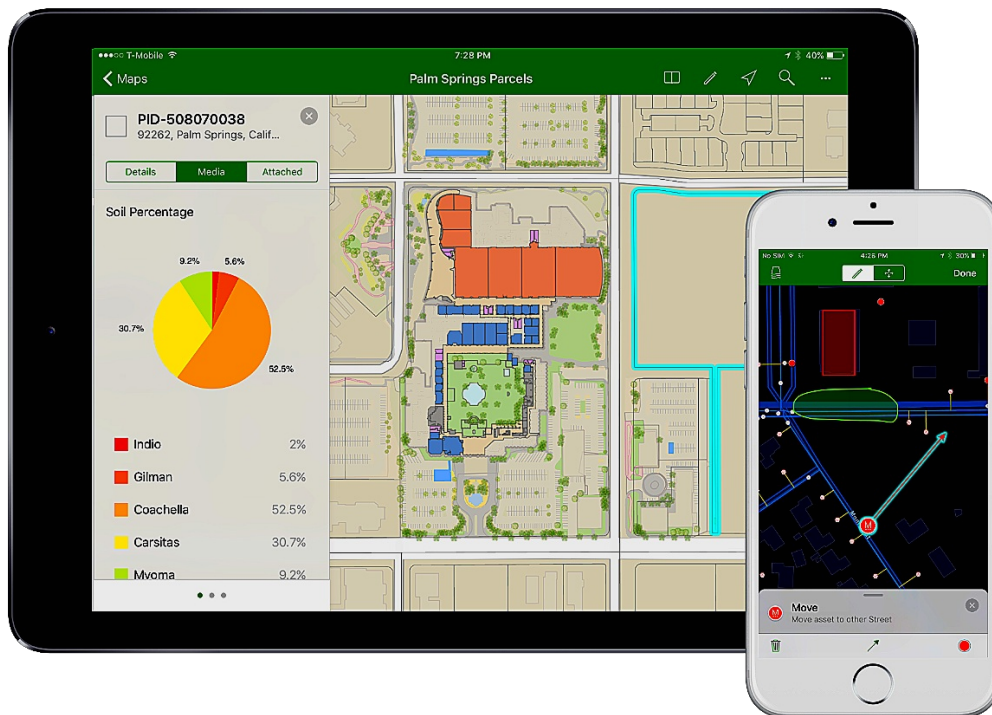 T-Mobile
7:28 PM
40%
Maps
Palm Springs Parcels
PID-508070038
92262, Palm Springs, Calif...
Details
Media
Attached
Soil Percentage
9.2%
5.6%
30.7%
52.5%
Indio 2%
Gilman 5.6%
Coachella 52.5%
Carsitas 30.7%
Myoma 9.2%
No SIM
4:26 PM
30%
Done
M
Move
Move asset to other Street